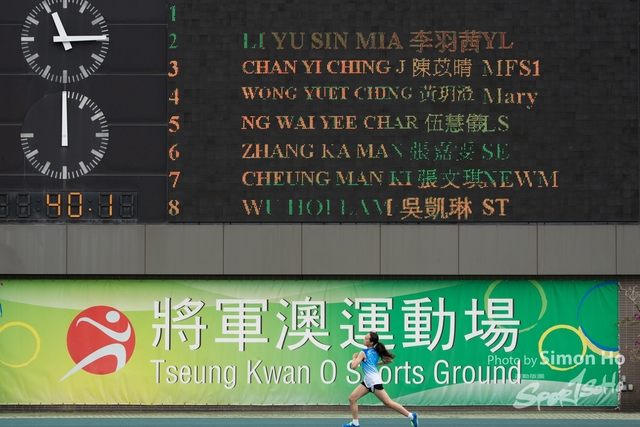 1
2 LI YU SIN MIA 李羽茜 YL
3 CHAN YI CHING J 陳苡晴 MFS1
4 WONG YUET CHING 黃玥澄 Mary
5 NG WAI YEE CHAR 伍慧儀 LS
6 ZHANG KA MAN 張嘉雯 SE
7 CHEUNG MAN KI 張文琪 NEWM
8 WU HOI LAM 吳凱琳 ST
40.1
將軍澳運動場
Tseung Kwan O Sports Ground
Photo by Simon Ho